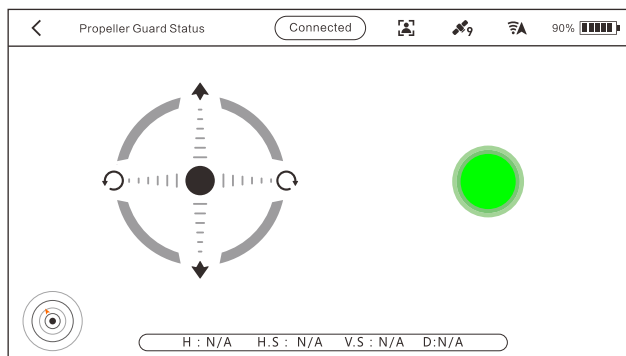 Propeller Guard Status Connected 9 90%
H : N/A H.S : N/A V.S : N/A D:N/A